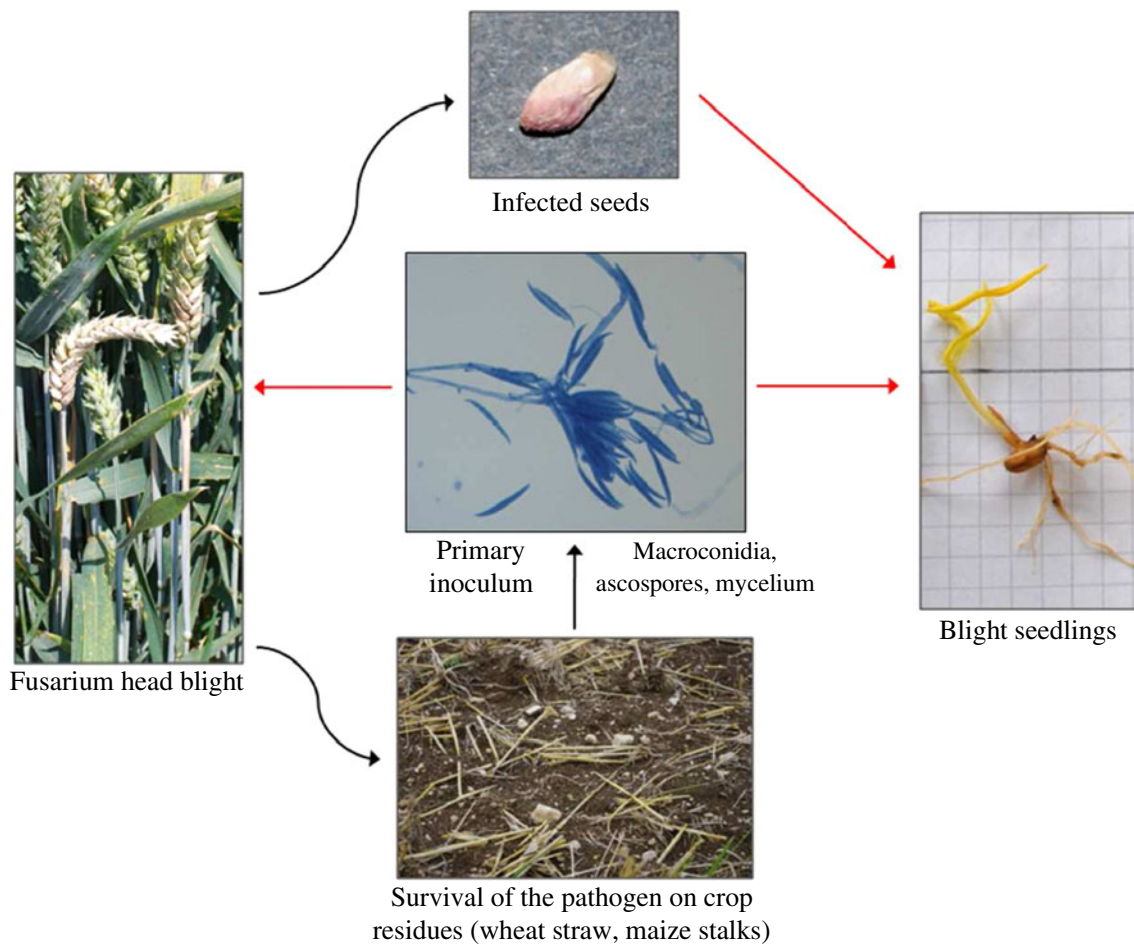 Infected seeds
Primary
inoculum
Macroconidia,
ascospores, mycelium
Blight seedlings
Fusarium head blight
Survival of the pathogen on crop
residues (wheat straw, maize stalks)